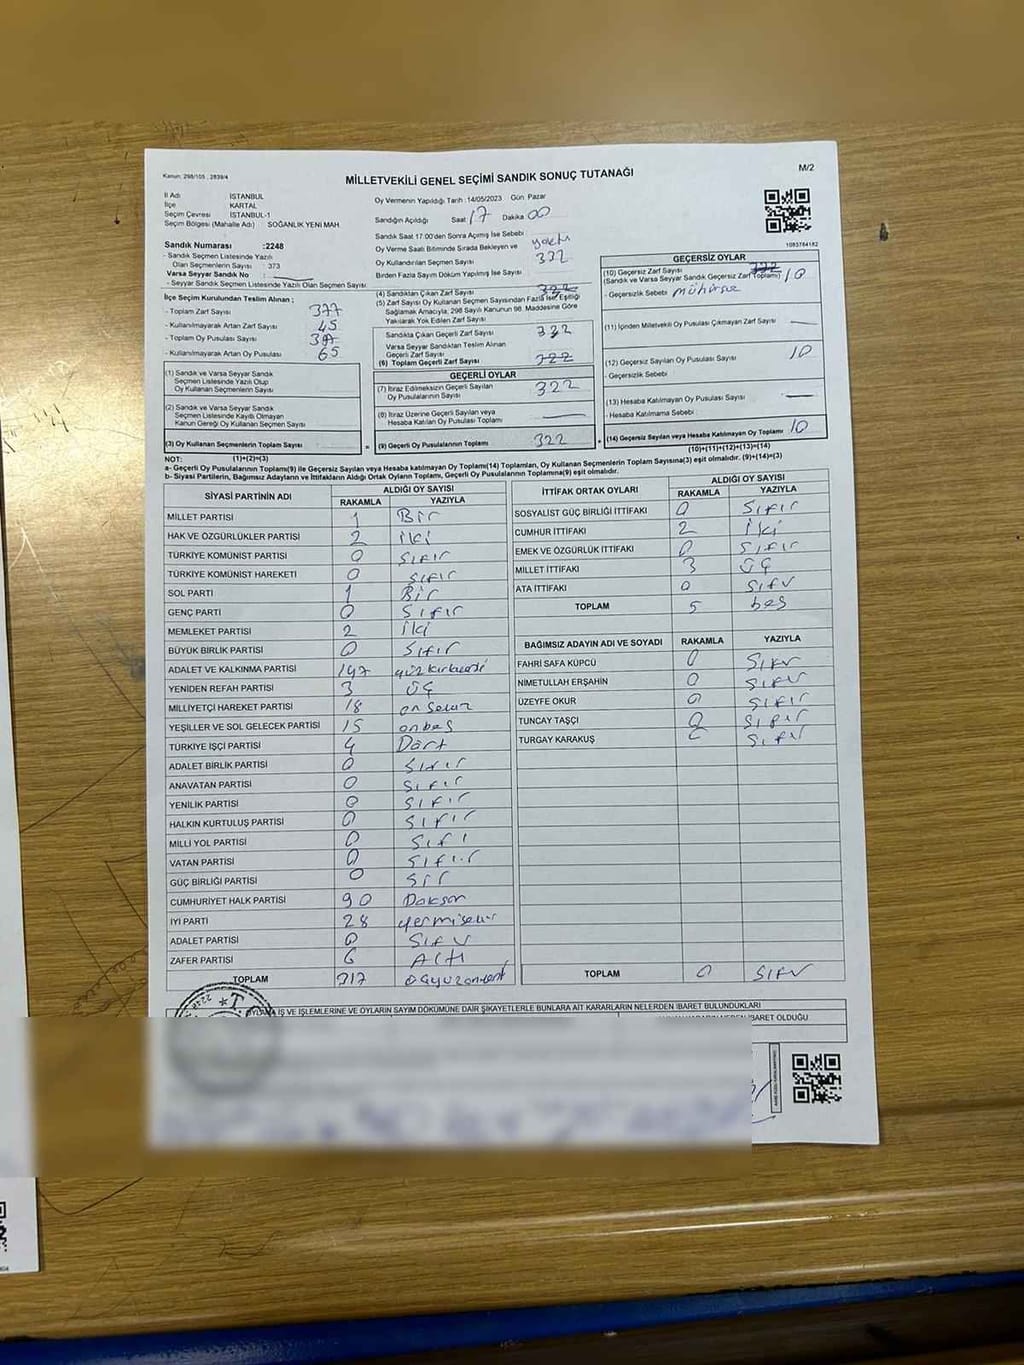 Kanun: 298/105 , 2839/4
MİLLETVEKİLİ GENEL SEÇİMİ SANDIK SONUÇ TUTANAĞI
M/2
İl Adı İSTANBUL
İlçe KARTAL
Seçim Çevresi İSTANBUL-1
Seçim Bölgesi (Mahalle Adı) SOĞANLIK YENİ MAH
Sandık Numarası :2248
- Sandık Seçmen Listesinde Yazılı
Olan Seçmenlerin Sayısı : 373
Varsa Seyyar Sandık No :
- Seyyar Seçmen Listesinde Yazılı Olan Seçmen Sayısı
İlçe Seçim Kurulundan Teslim Alınan ;
- Toplam Zarf Sayısı 377
- Kullanılmayarak Artan Zarf Sayısı 45
- Toplam Oy Pusulası
- Kullanılmayarak Artan Oy Pusulası 65
(1) Sandık ve Varsa Seyyar Sandık
Seçmen Listesinde Yazılı Olup
Oy Kullanan Seçmenlerin Sayısı
(2) Sandık ve Varsa Seyyar Sandık
Seçmen Listesinde Kayıtlı Olmayan
Kanun Gereği Oy Kullanan Seçmen Sayısı
(3) Oy Kullanan Seçmenlerin Toplam Sayısı
(1)+(2)=(3)
Oy Vermenin Yapıldığı Tarih :14/05/2023 Gün Pazar
Sandığın Açıldığı Saat 17 Dakika 00
Sandık Saat 17.00'den Sonra Açılmış İse Sebebi
Oy Verme Saati Bitiminde Sırada Bekleyen ve yoktu
Oy Kullandırılan Seçmen Sayısı 332
Birden Fazla Sayım Döküm Yapılmış İse Sayısı
(4) Sandıktan Çıkan Zarf Sayısı 332
(5) Zarf Sayısı Oy Kullanan Seçmen Sayısından Fazla İse, Eşitliği
Sağlamak Amacıyla, 298 Sayılı Kanunun 98. Maddesine Göre
Yakılarak Yok Edilen Zarf Sayısı
Sandıkta Çıkan Geçerli Zarf Sayısı 322
Varsa Seyyar Sandıktan Teslim Alınan
Geçerli Zarf Sayısı
(6) Toplam Geçerli Zarf Sayısı 322
GEÇERLİ OYLAR
(7) İtiraz Edilmeksizin Geçerli Sayılan
Oy Pusulalarının Sayısı 322
(8) İtiraz Üzerine Geçerli Sayılan veya
Hesaba Katılan Oy Pusulası Toplamı
(9) Geçerli Oy Pusulalarının Toplamı 322
1083784182
GEÇERSİZ OYLAR
(10) Geçersiz Zarf Sayısı
(Sandık ve Varsa Seyyar Sandık Geçersiz Zarf Toplamı) 10
- Geçersizlik Sebebi
(11) İçinden Milletvekili Oy Pusulası Çıkmayan Zarf Sayısı
(12) Geçersiz Sayılan Oy Pusulası Sayısı 10
- Geçersizlik Sebebi
(13) Hesaba Katılmayan Oy Pusulası Sayısı
- Hesaba Katılmama Sebebi
(14) Geçersiz Sayılan veya Hesaba Katılmayan Oy Toplamı 10
(10)+(11)+(12)+(13)=(14)
NOT:
a- Geçerli Oy Pusulalarının Toplamı(9) ile Geçersiz Sayılan veya Hesaba katılmayan Oy Toplamı(14) Toplamları, Oy Kullanan Seçmenlerin Toplam Sayısına(3) eşit olmalıdır. (9)+(14)=(3)
b- Siyasi Partilerin, Bağımsız Adayların ve İttifakların Aldığı Ortak Oyların Toplamı, Geçerli Oy Pusulalarının Toplamına(9) eşit olmalıdır.
SİYASİ PARTİNİN ADI ALDIĞI OY SAYISI
RAKAMLA YAZIYLA
MİLLET PARTİSİ 1 Bir
HAK VE ÖZGÜRLÜKLER PARTİSİ 2 iki
TÜRKİYE KOMÜNİST PARTİSİ 0 Sıfır
TÜRKİYE KOMÜNİST HAREKETİ 0 sıfır
SOL PARTİ 1 Bir
GENÇ PARTİ 0 Sıfır
MEMLEKET PARTİSİ 2 iki
BÜYÜK BİRLİK PARTİSİ 0 Sıfır
ADALET VE KALKINMA PARTİSİ 147 yüzkırkyedi
YENİDEN REFAH PARTİSİ 3 üç
MİLLİYETÇİ HAREKET PARTİSİ 18 onsekiz
YEŞİLLER VE SOL GELECEK PARTİSİ 15 onbeş
TÜRKİYE İŞÇİ PARTİSİ 4 Dört
ADALET BİRLİK PARTİSİ 0 Sıfır
ANAVATAN PARTİSİ 0 Sıfır
YENİLİK PARTİSİ 0 Sıfır
HALKIN KURTULUŞ PARTİSİ 0 Sıfır
MİLLİ YOL PARTİSİ 0 Sıfı
VATAN PARTİSİ 0 Sıfır
GÜÇ BİRLİĞİ PARTİSİ 0
CUMHURİYET HALK PARTİSİ 90 Doksan
İYİ PARTİ 28 yirmisekiz
ADALET PARTİSİ 0 Sıfır
ZAFER PARTİSİ 6 Altı
TOPLAM 317 üçyüzonyedi
İTTİFAK ORTAK OYLARI ALDIĞI OY SAYISI
RAKAMLA YAZIYLA
SOSYALİST GÜÇ BİRLİĞİ İTTİFAKI 0 Sıfır
CUMHUR İTTİFAKI 2 iki
EMEK VE ÖZGÜRLÜK İTTİFAKI 0 Sıfır
MİLLET İTTİFAKI 3 üç
ATA İTTİFAKI 0 Sıfır
TOPLAM 5 beş
BAĞIMSIZ ADAYIN ADI VE SOYADI RAKAMLA YAZIYLA
FAHRİ SAFA KÜPCÜ 0 Sıfır
NİMETULLAH ERŞAHİN 0 Sıfır
ÜZEYFE OKUR 0 Sıfır
TUNCAY TAŞÇI 0 Sıfır
TURGAY KARAKUŞ 0 Sıfır
TOPLAM 0 Sıfır
OYLAMA İŞ VE İŞLEMLERİNE VE OYLARIN SAYIM DÖKÜMÜNE DAİR ŞİKAYETLERLE BUNLARA AİT KARARLARIN NELERDEN İBARET BULUNDUKLARI